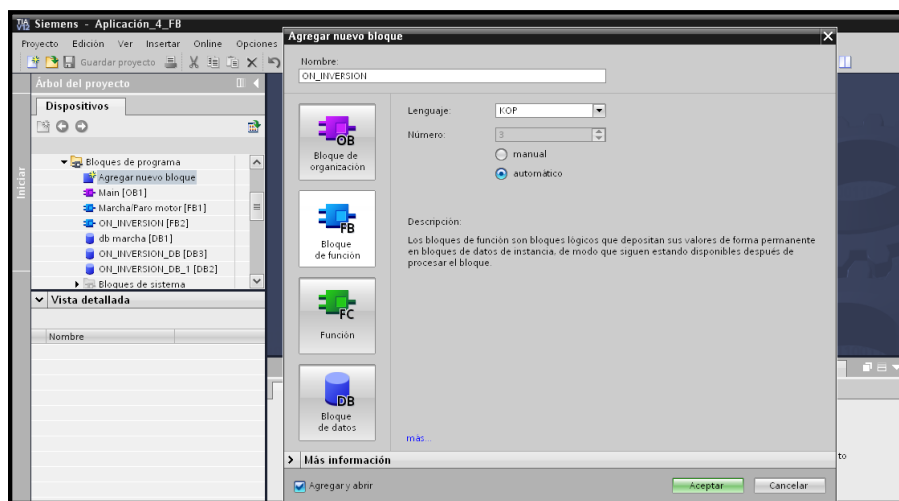 Siemens - Aplicación_4_FB
Proyecto Edición Ver Insertar Online Opciones
Guardar proyecto
Árbol del proyecto
Dispositivos
Iniciar
Bloques de programa
Agregar nuevo bloque
Main [OB1]
Marcha/Paro motor [FB1]
ON_INVERSION [FB2]
db marcha [DB1]
ON_INVERSION_DB [DB3]
ON_INVERSION_DB_1 [DB2]
Bloques de sistema
Vista detallada
Nombre
Agregar nuevo bloque
Nombre:
ON_INVERSION
OB
Bloque de
organización
FB
Bloque
de función
FC
Función
DB
Bloque
de datos
Lenguaje: KOP
Número: 3
manual
automático
Descripción:
Los bloques de función son bloques lógicos que depositan sus valores de forma permanente
en bloques de datos de instancia, de modo que siguen estando disponibles después de
procesar el bloque.
más...
Más información
Agregar y abrir
Aceptar
Cancelar
to